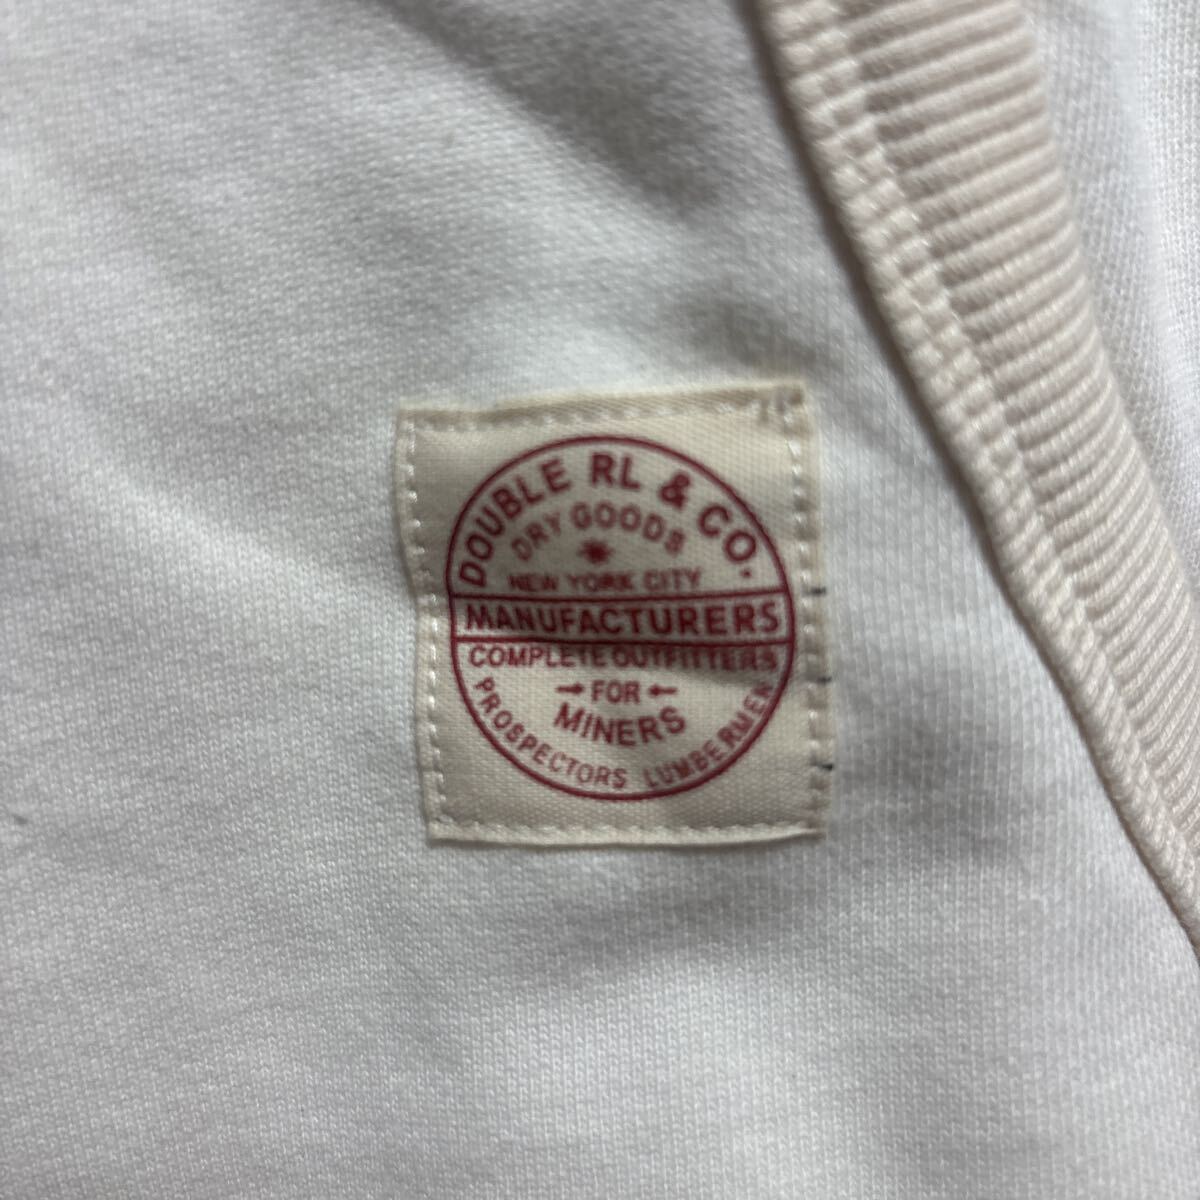 DOUBLE RL & CO.
DRY GOODS
NEW YORK CITY
MANUFACTURERS
COMPLETE OUTFITTERS
FOR
MINERS
PROSPECTORS LUMBERMEN